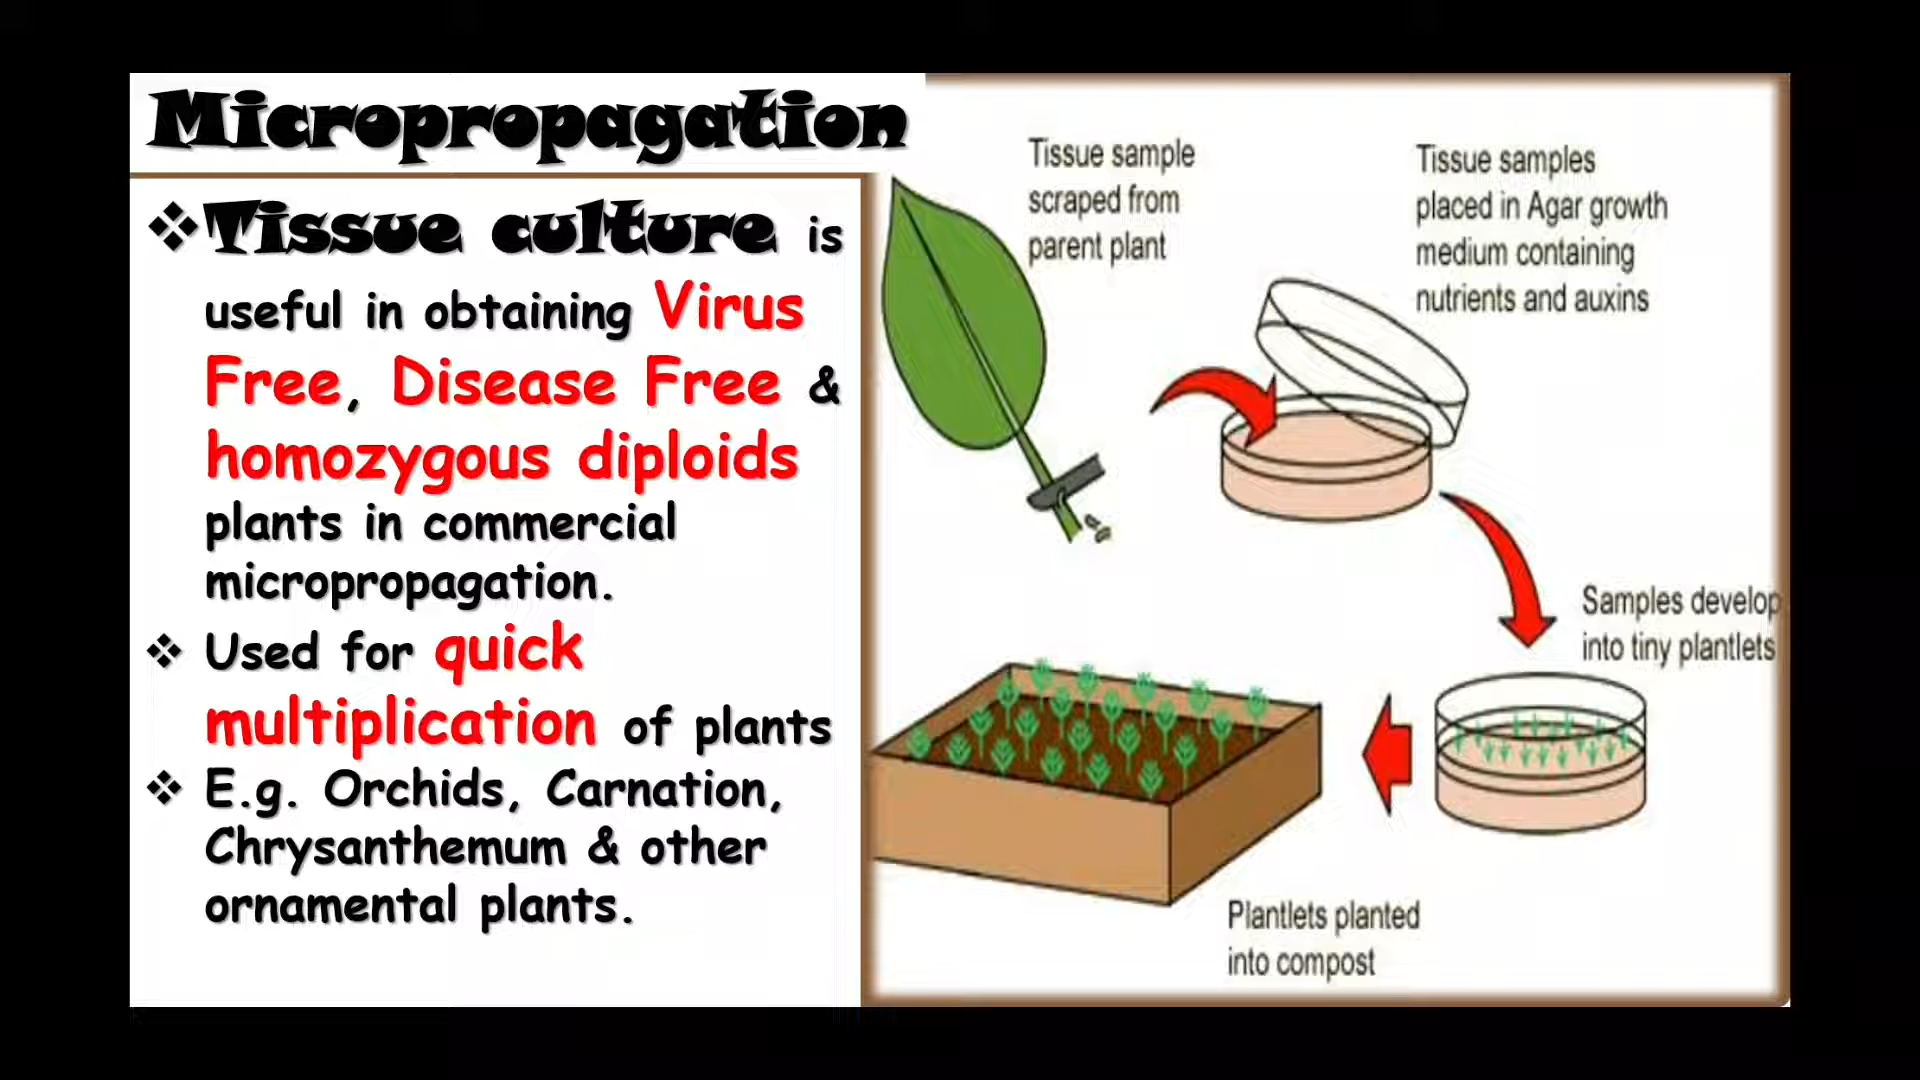 Micropropagation
❖Tissue culture is
useful in obtaining Virus
Free, Disease Free &
homozygous diploids
plants in commercial
micropropagation.
❖ Used for quick
multiplication of plants
❖ E.g. Orchids, Carnation,
Chrysanthemum & other
ornamental plants.
Tissue sample
scraped from
parent plant
Tissue samples
placed in Agar growth
medium containing
nutrients and auxins
Samples develop
into tiny plantlets
Plantlets planted
into compost